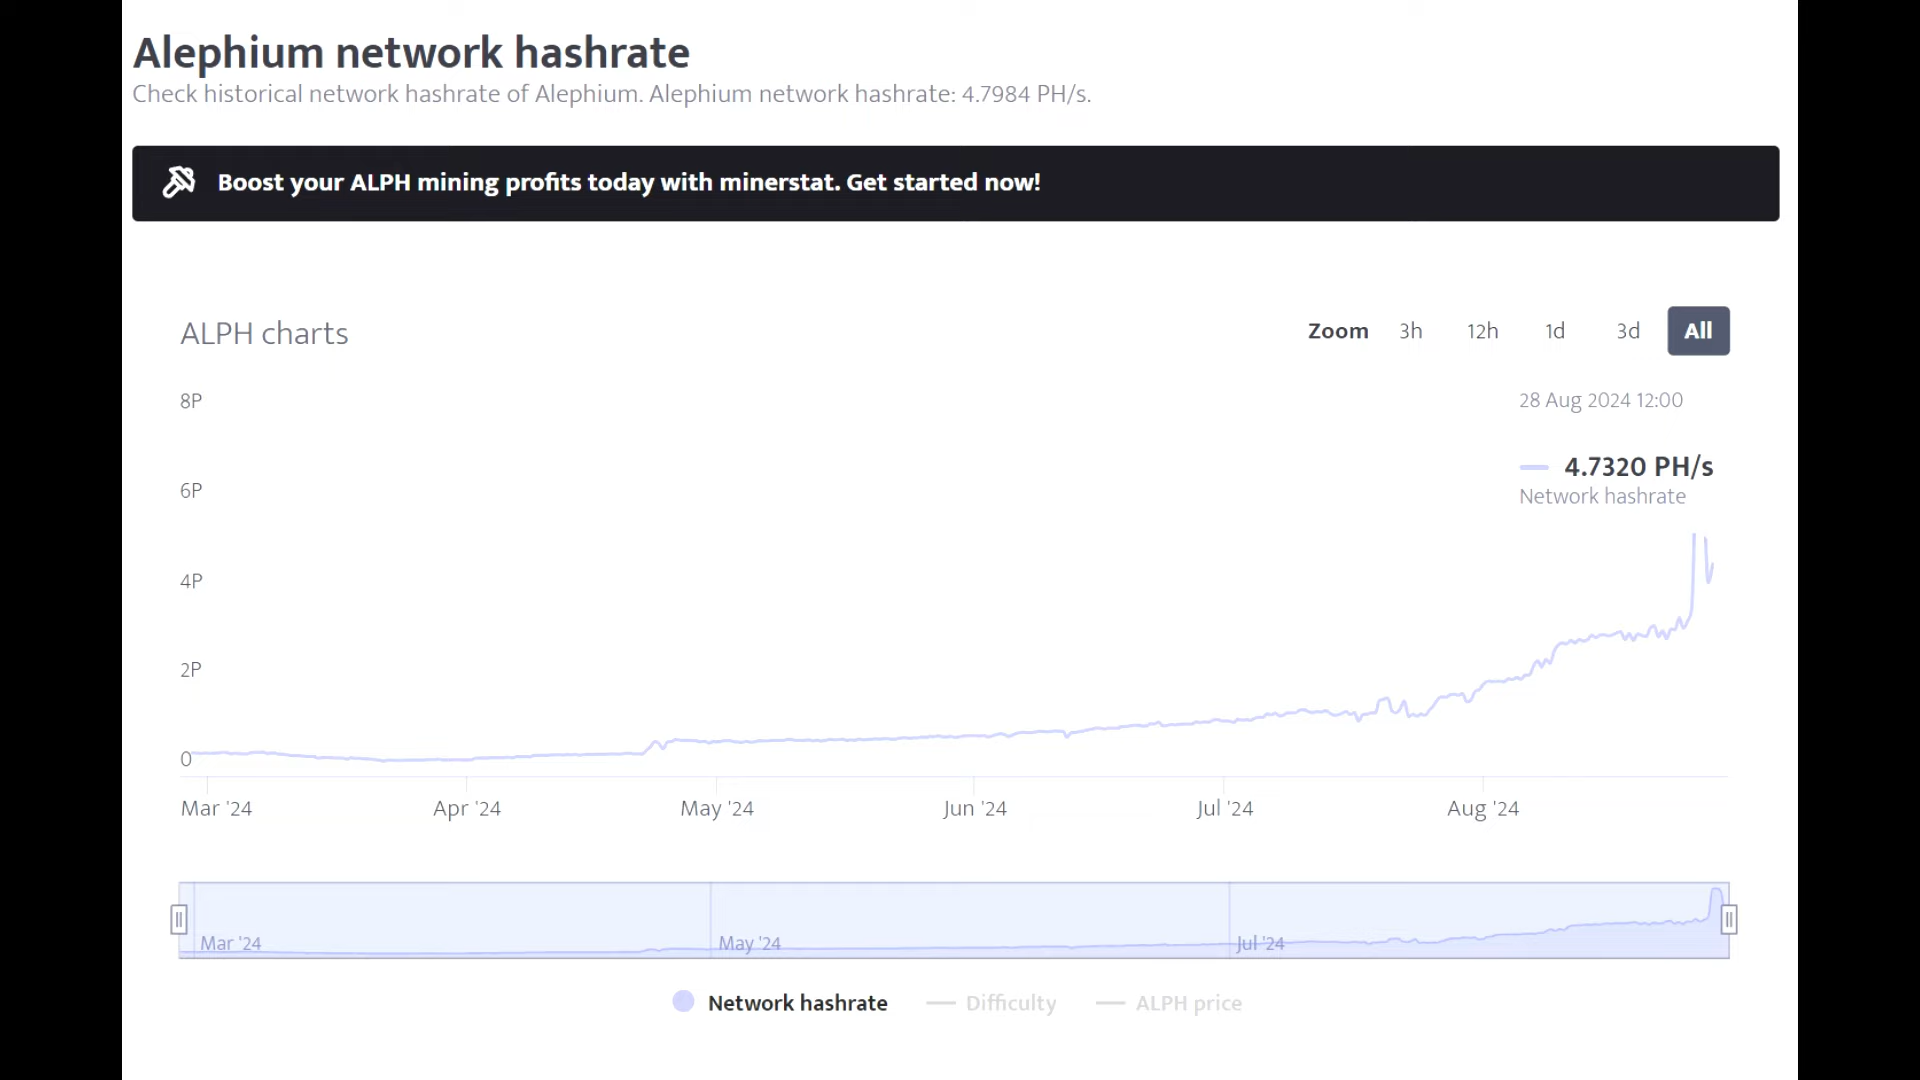 Alephium network hashrate
Check historical network hashrate of Alephium. Alephium network hashrate: 4.7984 PH/s.
Boost your ALPH mining profits today with minerstat. Get started now!
ALPH charts
Zoom 3h 12h 1d 3d All
8P
28 Aug 2024 12:00
4.7320 PH/s
6P
Network hashrate
4P
2P
0
Mar '24 Apr '24 May '24 Jun '24 Jul '24 Aug '24
Mar '24 May '24 Jul '24
Network hashrate Difficulty ALPH price